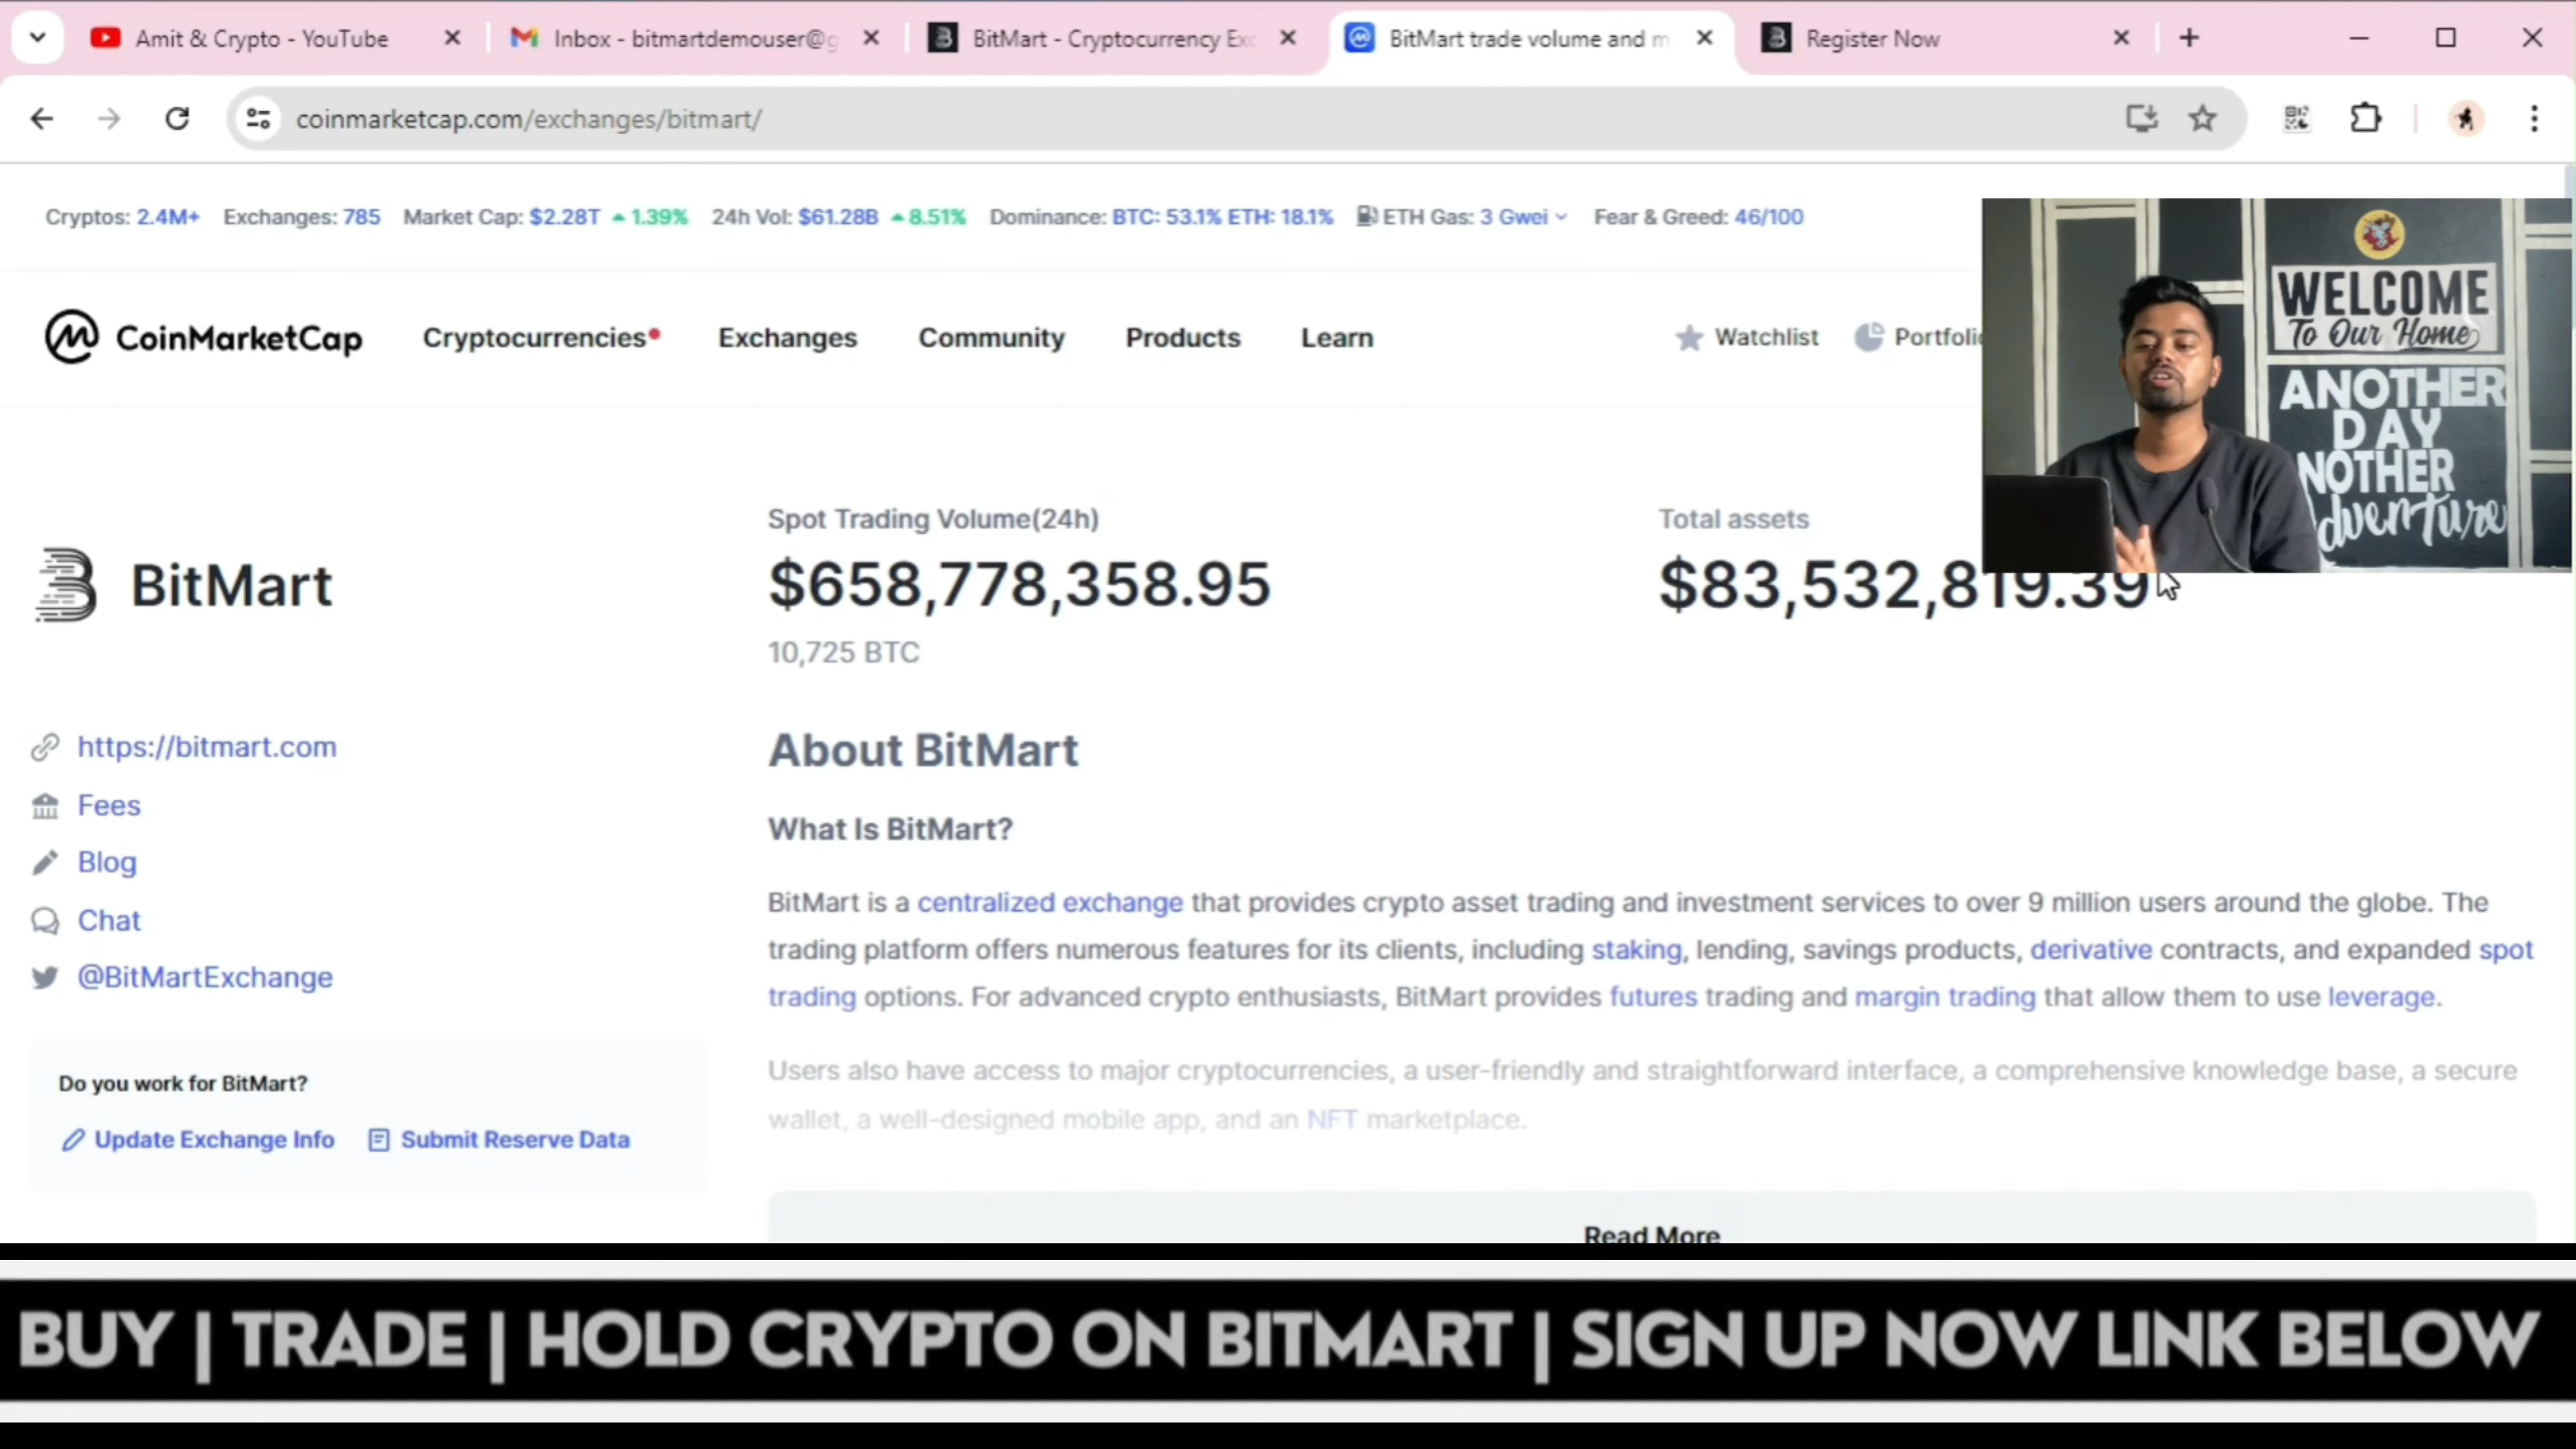 Amit & Crypto - YouTube
Inbox - bitmartdemouser@g
BitMart - Cryptocurrency Exc
BitMart trade volume and m
Register Now
coinmarketcap.com/exchanges/bitmart/
Cryptos: 2.4M+ Exchanges: 785 Market Cap: $2.28T 1.39% 24h Vol: $61.28B 8.51% Dominance: BTC: 53.1% ETH: 18.1% ETH Gas: 3 Gwei Fear & Greed: 46/100
CoinMarketCap Cryptocurrencies Exchanges Community Products Learn Watchlist Portfolio
WELCOME
To Our Home
ANOTHER
DAY
NOTHER
dventure
BitMart
Spot Trading Volume(24h)
$658,778,358.95
10,725 BTC
Total assets
$83,532,819.39
https://bitmart.com
Fees
Blog
Chat
@BitMartExchange
Do you work for BitMart?
Update Exchange Info Submit Reserve Data
About BitMart
What Is BitMart?
BitMart is a centralized exchange that provides crypto asset trading and investment services to over 9 million users around the globe. The
trading platform offers numerous features for its clients, including staking, lending, savings products, derivative contracts, and expanded spot
trading options. For advanced crypto enthusiasts, BitMart provides futures trading and margin trading that allow them to use leverage.
Users also have access to major cryptocurrencies, a user-friendly and straightforward interface, a comprehensive knowledge base, a secure
wallet, a well-designed mobile app, and an NFT marketplace.
Read More
BUY | TRADE | HOLD CRYPTO ON BITMART | SIGN UP NOW LINK BELOW